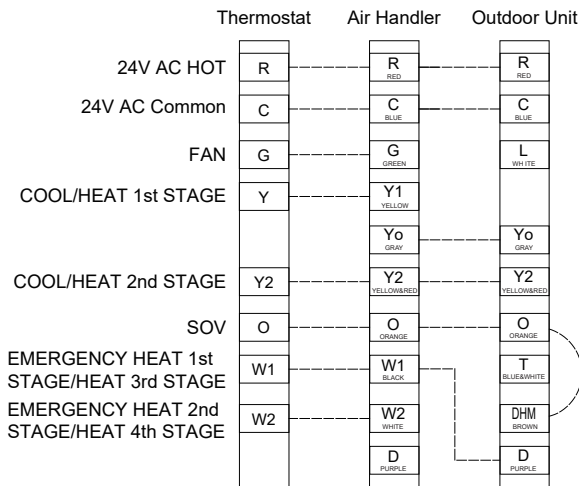 Thermostat Air Handler Outdoor Unit
24V AC HOT R R R
RED RED
24V AC Common C C C
BLUE BLUE
FAN G G L
GREEN WH ITE
COOL/HEAT 1st STAGE Y Y1
YELLOW
Yo Yo
GRAY GRAY
COOL/HEAT 2nd STAGE Y2 Y2 Y2
YELLOW&RED YELLOW&RED
SOV O O O
ORANGE ORANGE
EMERGENCY HEAT 1st
STAGE/HEAT 3rd STAGE W1 W1 T
BLACK BLUE&WHITE
EMERGENCY HEAT 2nd
STAGE/HEAT 4th STAGE W2 W2 DHM
WHITE BROWN
D D
PURPLE PURPLE